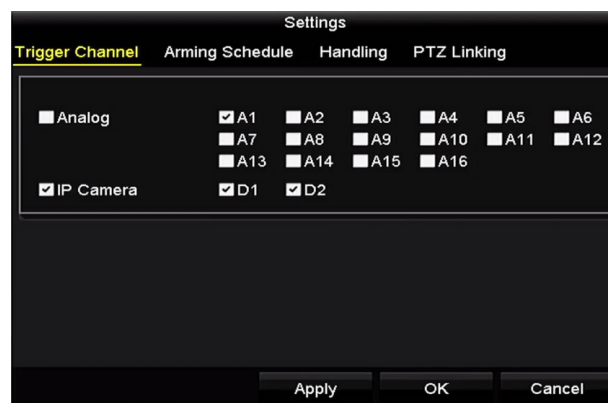 Settings
Trigger Channel Arming Schedule Handling PTZ Linking
Analog A1 A2 A3 A4 A5 A6
A7 A8 A9 A10 A11 A12
A13 A14 A15 A16
IP Camera D1 D2
Apply OK Cancel